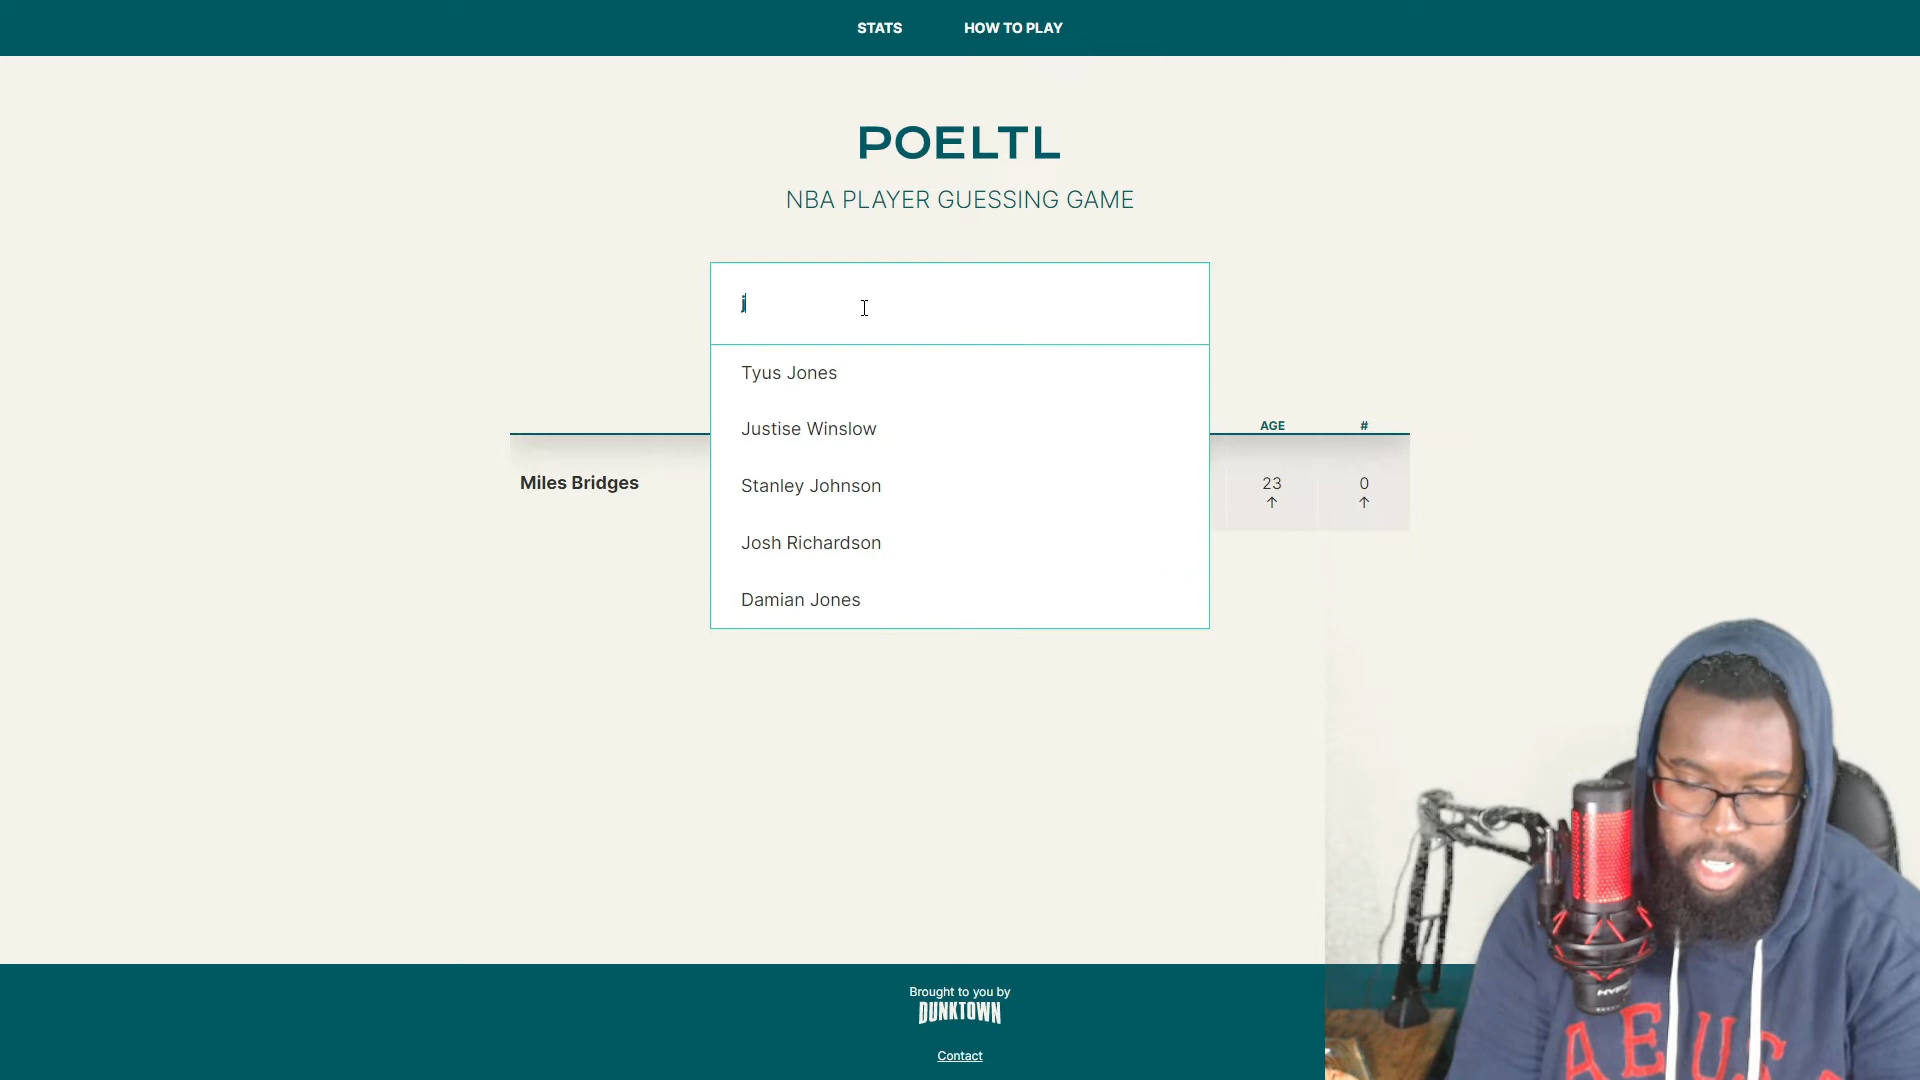 STATS HOW TO PLAY
POELTL
NBA PLAYER GUESSING GAME
j
Tyus Jones
Justise Winslow
Stanley Johnson
Josh Richardson
Damian Jones
AGE #
Miles Bridges 23 0
↑ ↑
Brought to you by
DUNKTOWN
Contact
AEUS